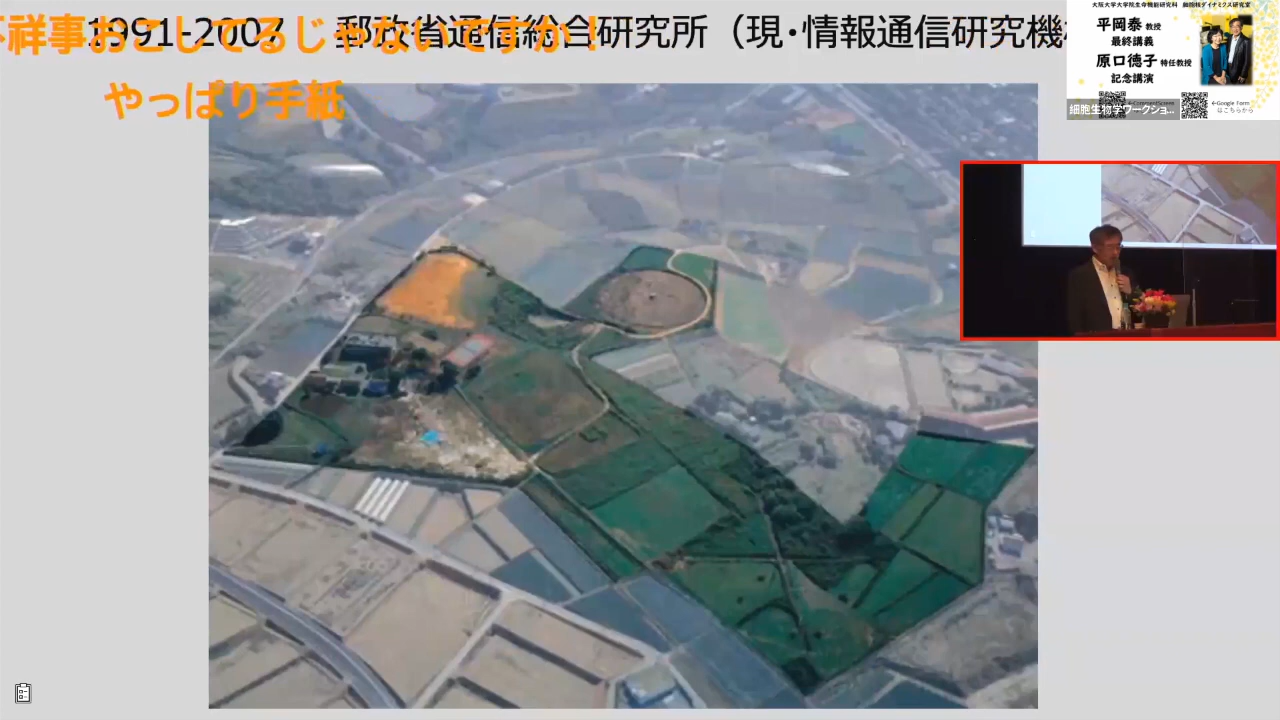 不祥事おこしてるじゃないですか!
1991-2007 郵政省通信総合研究所(現・情報通信研究機
やっぱり手紙
大阪大学大学院生命機能研究科 細胞核ダイナミクス研究室
平岡泰 教授
最終講義
原口徳子 特任教授
記念講演
←Google Form
はこちらから
細胞生物学ワークショ...